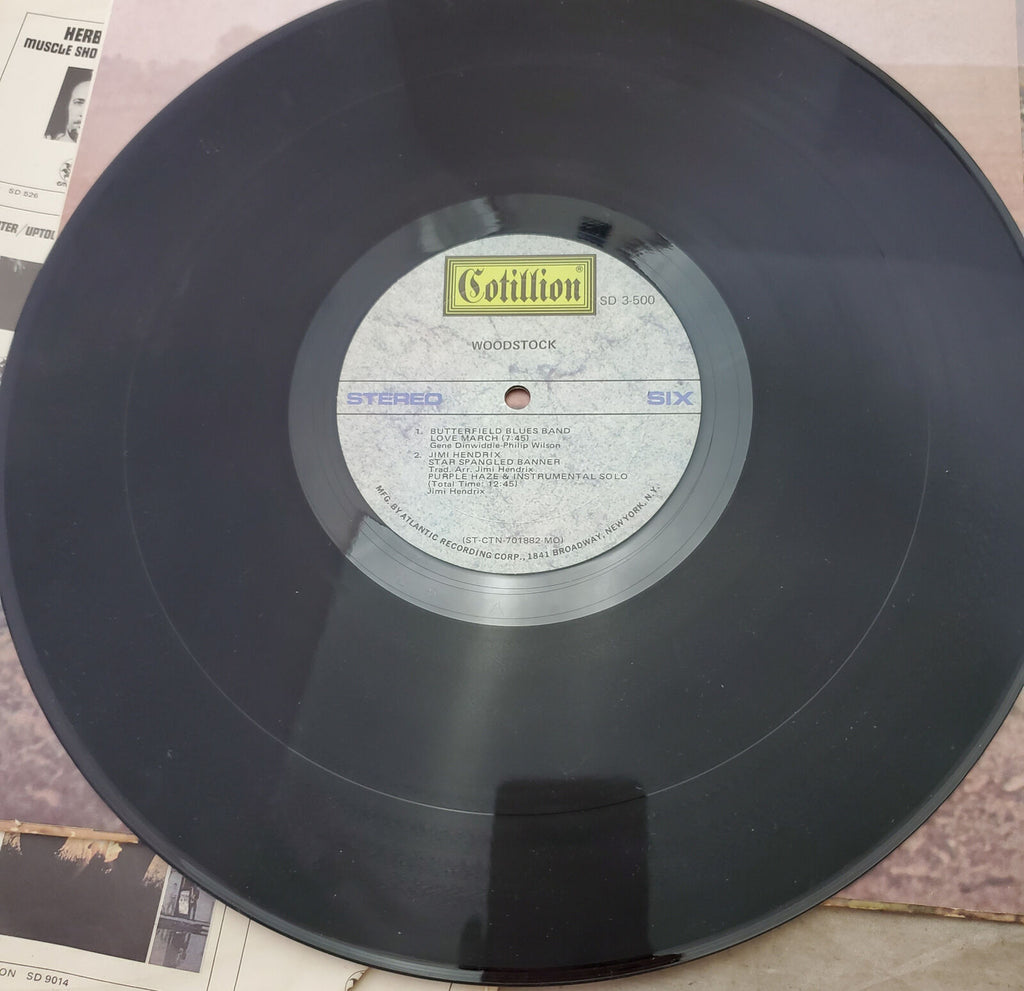 HERB
MUSCLE SHO
SD 826
TER/UPTOL
Cotillion®
SD 3-500
WOODSTOCK
STEREO
SIX
1. BUTTERFIELD BLUES BAND
LOVE MARCH (7:45)
Gene Dinwiddie-Philip Wilson
2. JIMI HENDRIX
STAR SPANGLED BANNER
Trad. Arr. Jimi Hendrix
PURPLE HAZE & INSTRUMENTAL SOLO
(Total Time: 12:45)
Jimi Hendrix
(ST-CTN-701882-MO)
MFG. BY ATLANTIC RECORDING CORP., 1841 BROADWAY, NEW YORK, N.Y.
ON SD 9014